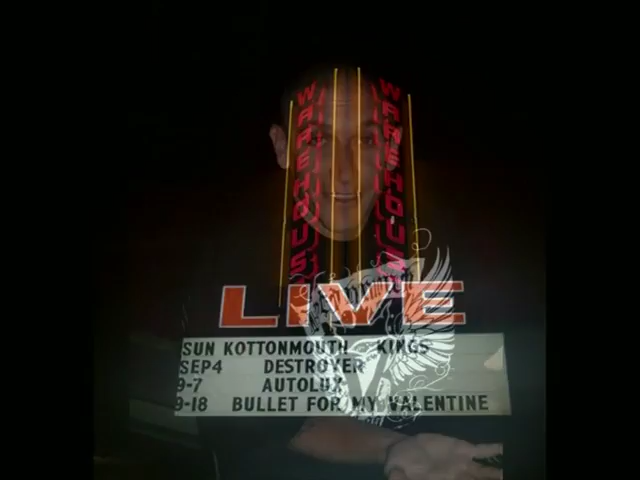 WAREHOUSE
WAREHOUSE
LIVE
SUN KOTTONMOUTH KINGS
SEP4 DESTROYER
9-7 AUTOLUX
9-18 BULLET FOR MY VALENTINE